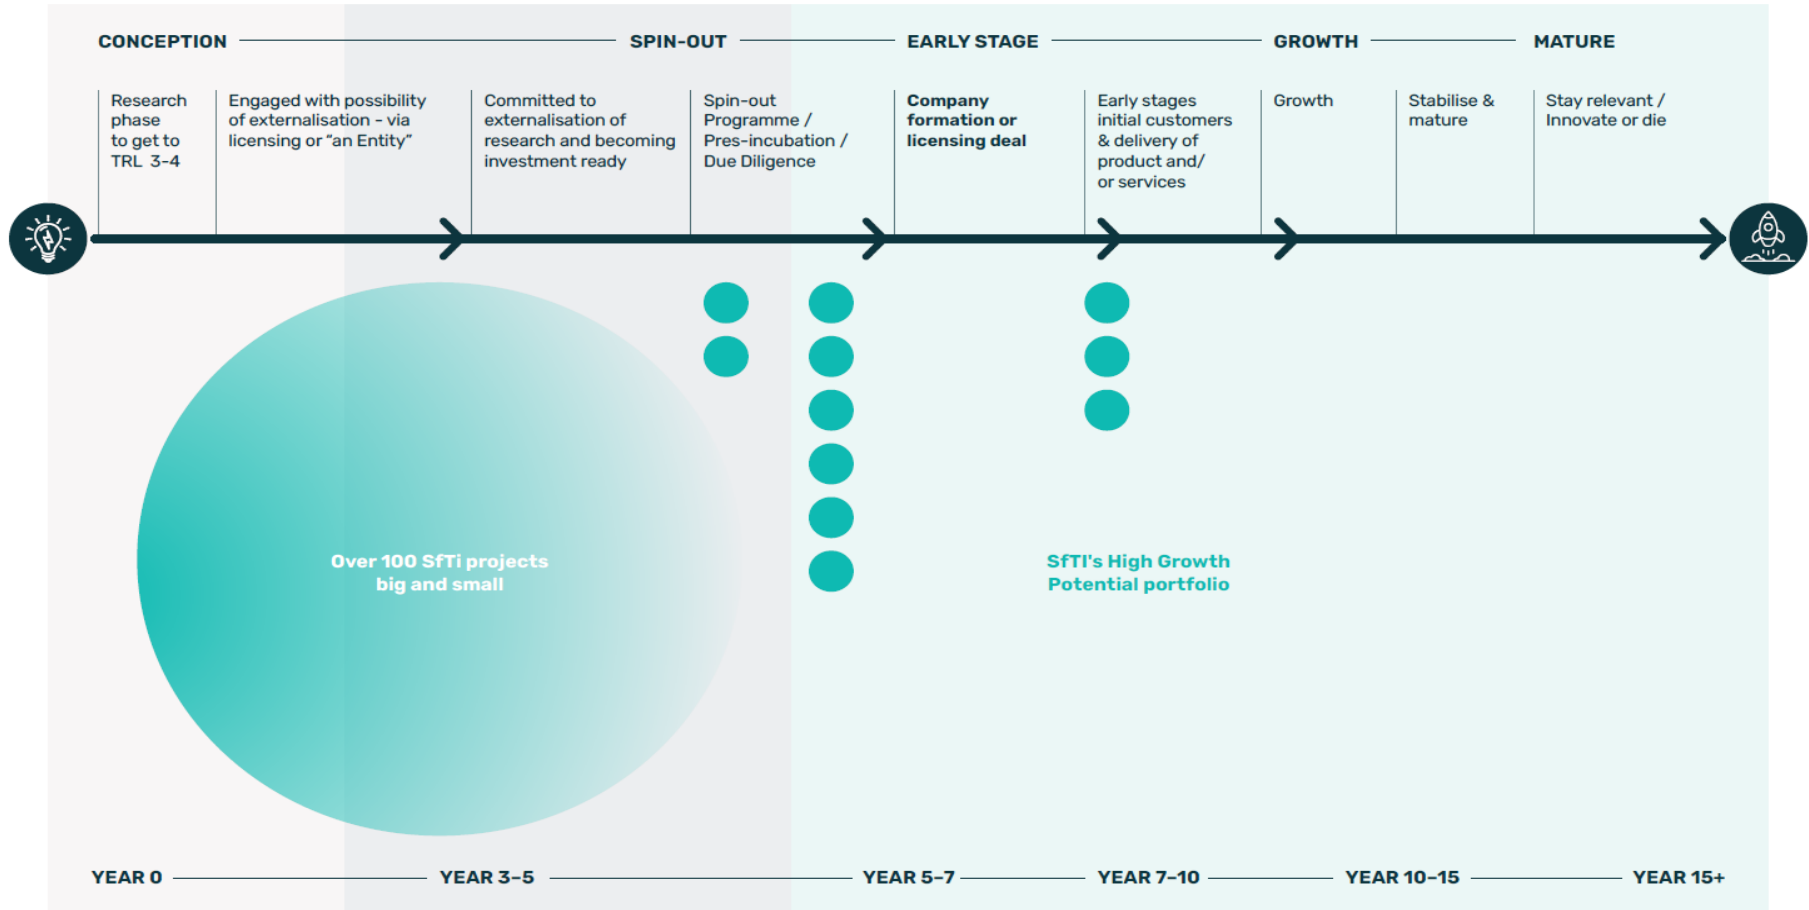 CONCEPTION
SPIN-OUT
EARLY STAGE
GROWTH
MATURE
Research
phase
to get to
TRL 3-4
Engaged with possibility
of externalisation - via
licensing or “an Entity”
Committed to
externalisation of
research and becoming
investment ready
Spin-out
Programme /
Pres-incubation /
Due Diligence
Company
formation or
licensing deal
Early stages
initial customers
& delivery of
product and/
or services
Growth
Stabilise &
mature
Stay relevant /
Innovate or die
Over 100 SfTi projects
big and small
SfTI's High Growth
Potential portfolio
YEAR 0
YEAR 3–5
YEAR 5–7
YEAR 7–10
YEAR 10–15
YEAR 15+